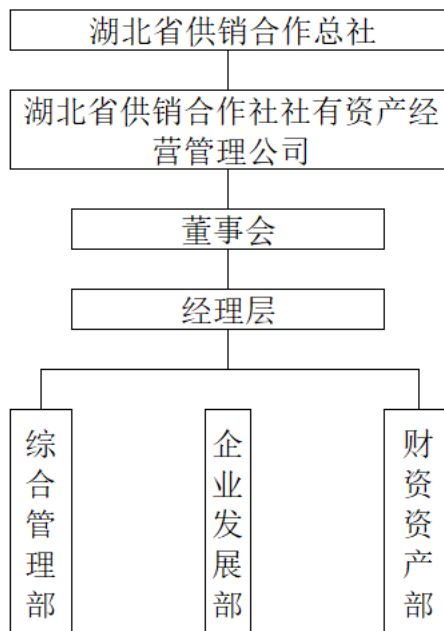 湖北省供销合作总社
湖北省供销合作社社有资产经
营管理公司
董事会
经理层
综合管理部
企业发展部
财资资产部